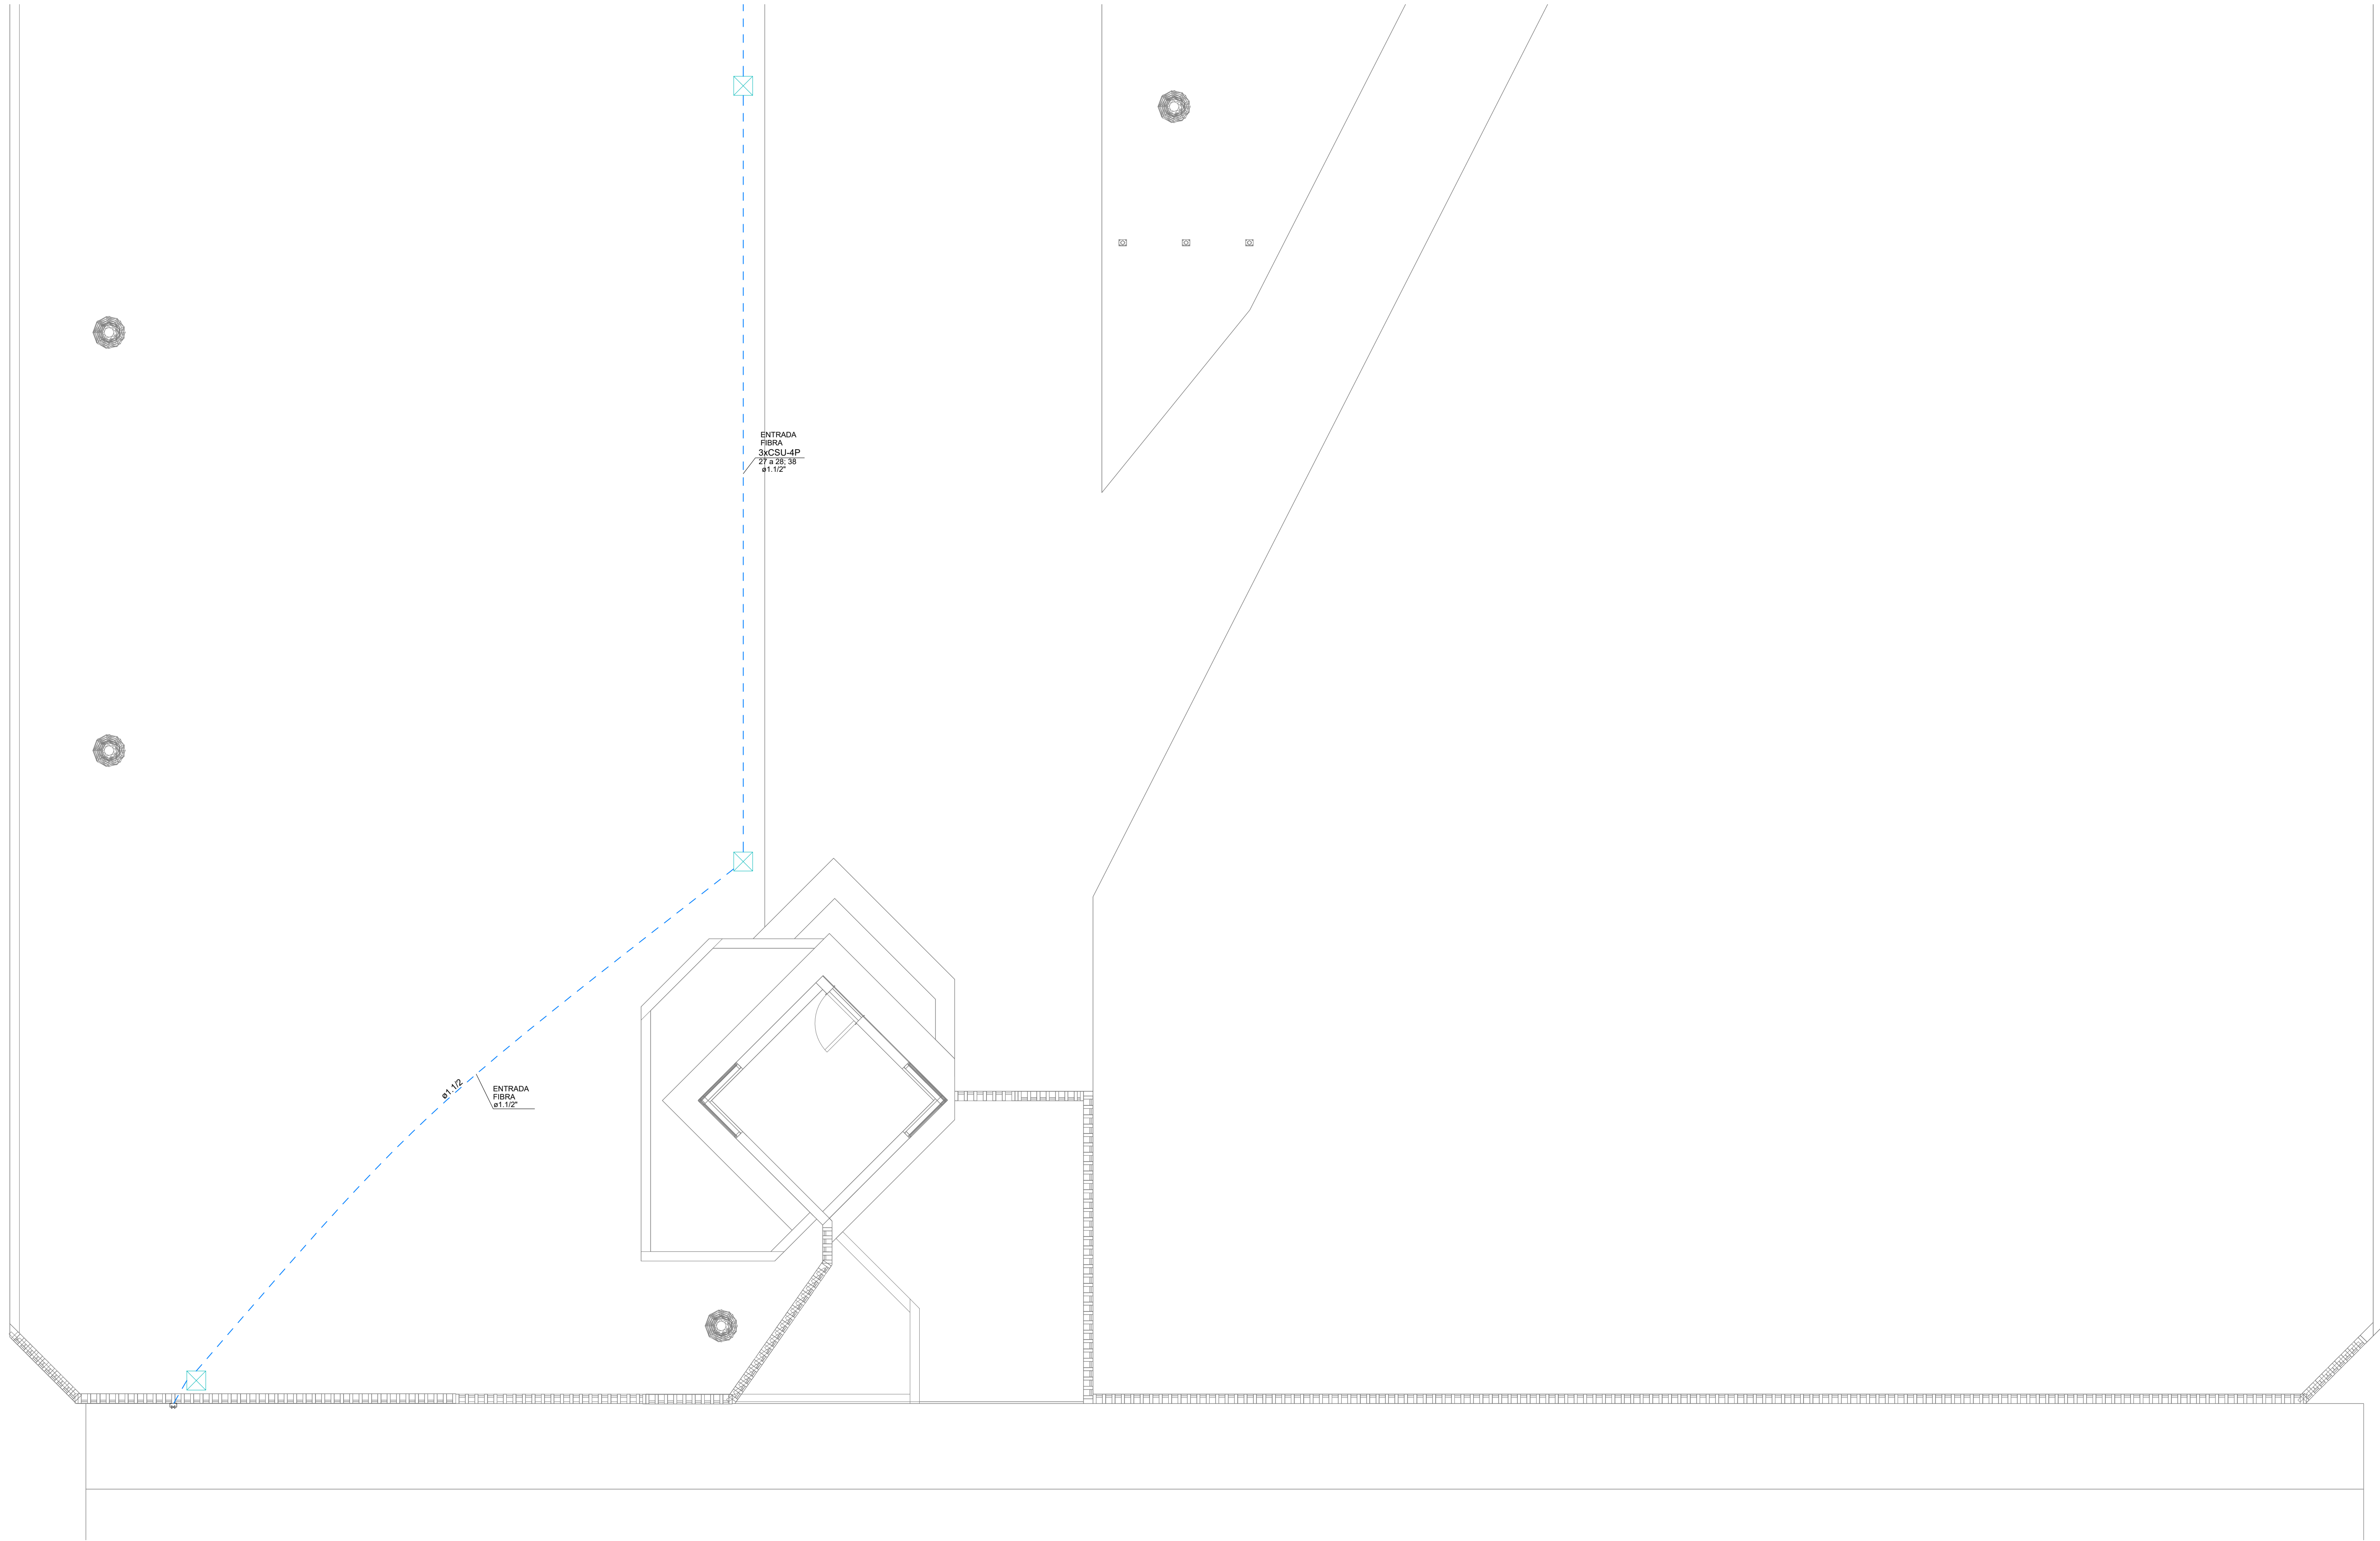 ENTRADA
FIBRA
3xCSU-4P
27 a 28; 38
ø1.1/2"
ø1.1/2
ENTRADA
FIBRA
ø1.1/2"